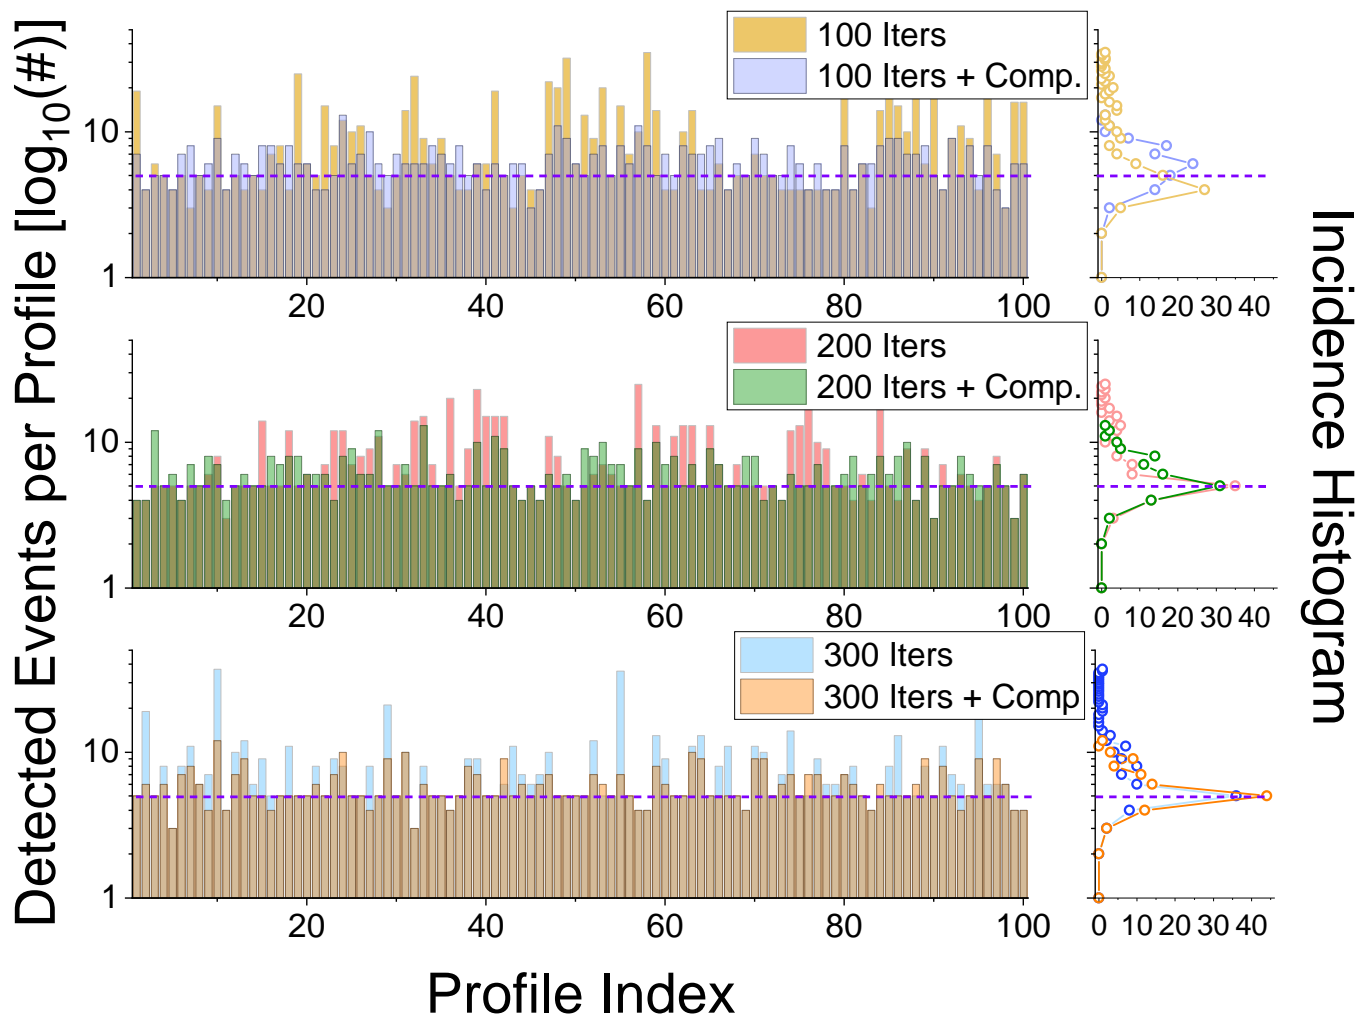 Detected Events per Profile [log10(#)]
100 Iters
100 Iters + Comp.
10
1
20 40 60 80 100
0 10 20 30 40
200 Iters
200 Iters + Comp.
10
1
20 40 60 80 100
0 10 20 30 40
300 Iters
300 Iters + Comp
10
1
20 40 60 80 100
0 10 20 30 40
Profile Index
Incidence Histogram